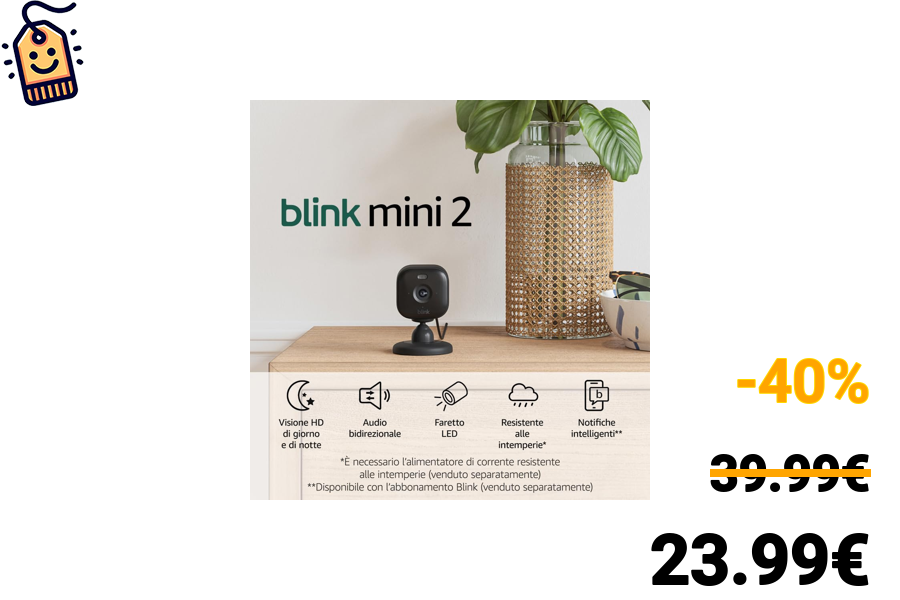 blink mini 2
Visione HD
di giorno
e di notte
Audio
bidirezionale
Faretto
LED
Resistente
alle
intemperie*
Notifiche
intelligenti**
*È necessario l'alimentatore di corrente resistente
alle intemperie (venduto separatamente)
**Disponibile con l'abbonamento Blink (venduto separatamente)
-40%
39.99€
23.99€